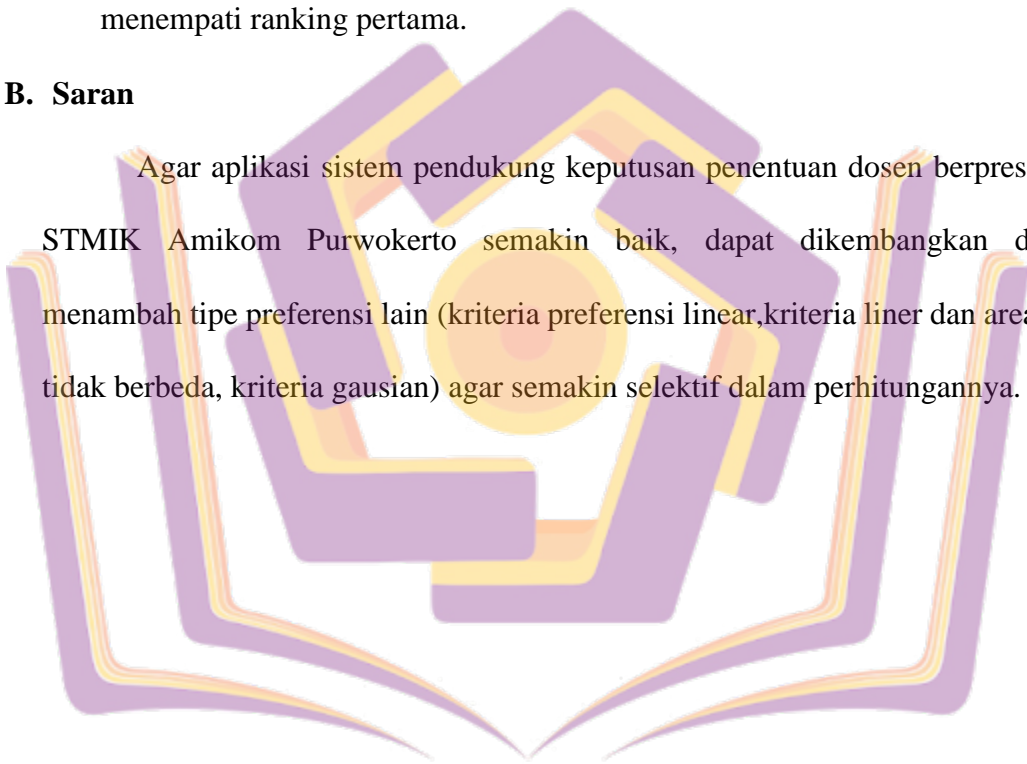 menempati ranking pertama.
B. Saran
Agar aplikasi sistem pendukung keputusan penentuan dosen berpres
STMIK Amikom Purwokerto semakin baik, dapat dikembangkan d
menambah tipe preferensi lain (kriteria preferensi linear,kriteria liner dan area
tidak berbeda, kriteria gausian) agar semakin selektif dalam perhitungannya.